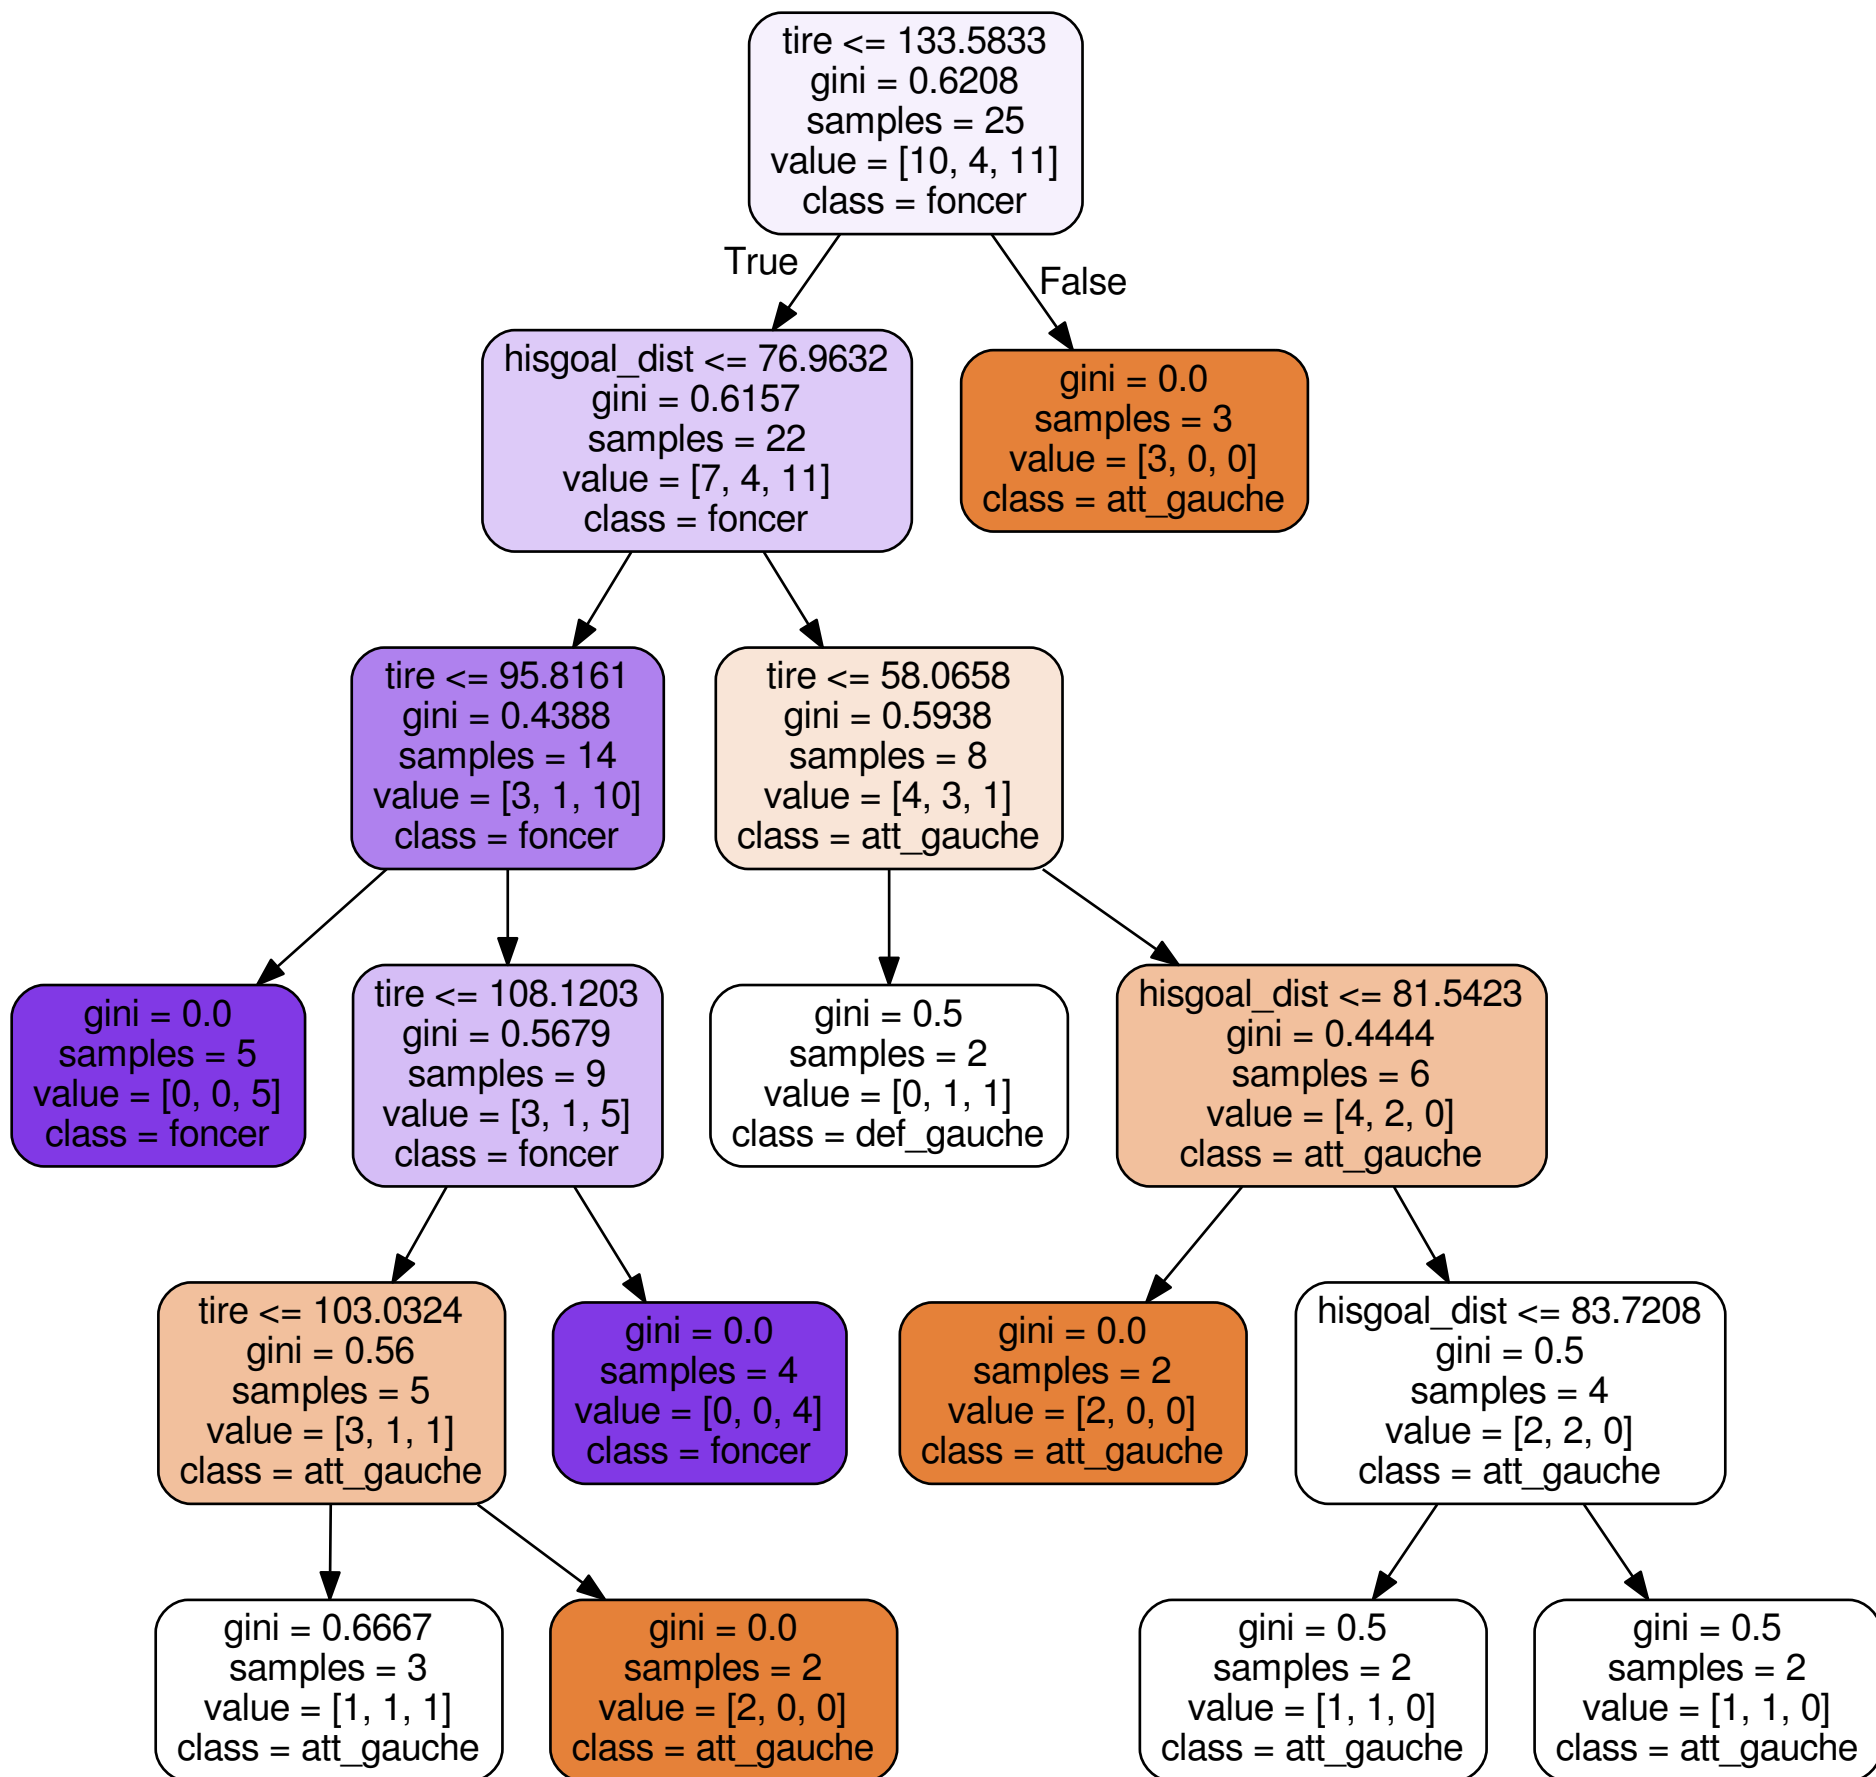 tire <= 133.5833
gini = 0.6208
samples = 25
value = [10, 4, 11]
class = foncer
True
False
hisgoal_dist <= 76.9632
gini = 0.6157
samples = 22
value = [7, 4, 11]
class = foncer
gini = 0.0
samples = 3
value = [3, 0, 0]
class = att_gauche
tire <= 95.8161
gini = 0.4388
samples = 14
value = [3, 1, 10]
class = foncer
tire <= 58.0658
gini = 0.5938
samples = 8
value = [4, 3, 1]
class = att_gauche
gini = 0.0
samples = 5
value = [0, 0, 5]
class = foncer
tire <= 108.1203
gini = 0.5679
samples = 9
value = [3, 1, 5]
class = foncer
gini = 0.5
samples = 2
value = [0, 1, 1]
class = def_gauche
hisgoal_dist <= 81.5423
gini = 0.4444
samples = 6
value = [4, 2, 0]
class = att_gauche
tire <= 103.0324
gini = 0.56
samples = 5
value = [3, 1, 1]
class = att_gauche
gini = 0.0
samples = 4
value = [0, 0, 4]
class = foncer
gini = 0.0
samples = 2
value = [2, 0, 0]
class = att_gauche
hisgoal_dist <= 83.7208
gini = 0.5
samples = 4
value = [2, 2, 0]
class = att_gauche
gini = 0.6667
samples = 3
value = [1, 1, 1]
class = att_gauche
gini = 0.0
samples = 2
value = [2, 0, 0]
class = att_gauche
gini = 0.5
samples = 2
value = [1, 1, 0]
class = att_gauche
gini = 0.5
samples = 2
value = [1, 1, 0]
class = att_gauche